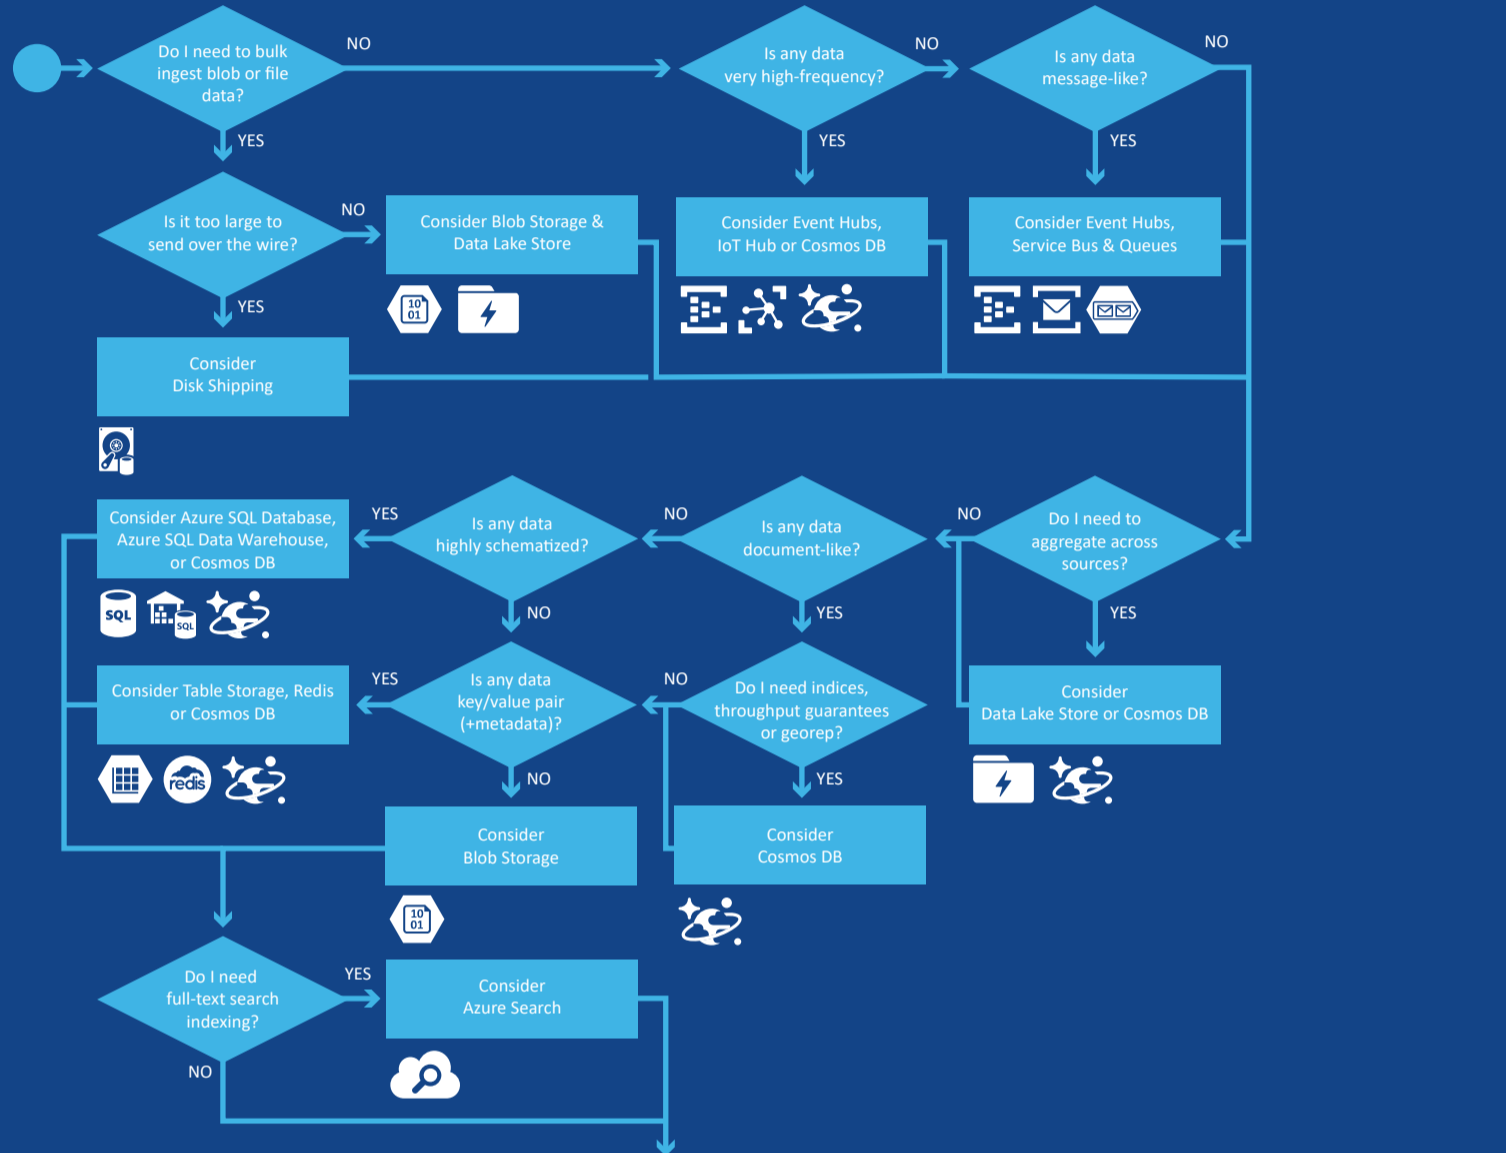 Do I need to bulk
ingest blob or file
data?
NO
Is any data
very high-frequency?
NO
Is any data
message-like?
NO
YES
YES
YES
Is it too large to
send over the wire?
NO
Consider Blob Storage &
Data Lake Store
Consider Event Hubs,
IoT Hub or Cosmos DB
Consider Event Hubs,
Service Bus & Queues
10
01
YES
Consider
Disk Shipping
Consider Azure SQL Database,
Azure SQL Data Warehouse,
or Cosmos DB
YES
Is any data
highly schematized?
NO
Is any data
document-like?
NO
Do I need to
aggregate across
sources?
SQL
SQL
NO
YES
YES
Consider Table Storage, Redis
or Cosmos DB
YES
Is any data
key/value pair
(+metadata)?
NO
Do I need indices,
throughput guarantees
or georep?
Consider
Data Lake Store or Cosmos DB
redis
NO
YES
Consider
Blob Storage
Consider
Cosmos DB
10
01
Do I need
full-text search
indexing?
YES
Consider
Azure Search
NO